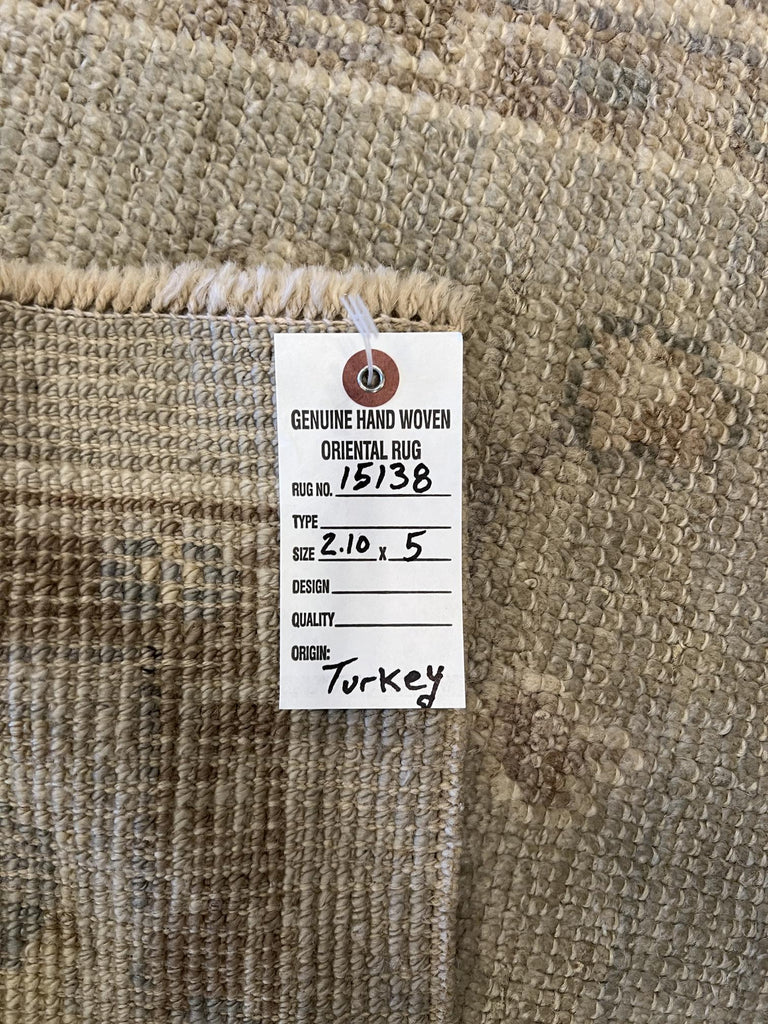 GENUINE HAND WOVEN
ORIENTAL RUG
RUG NO. 15138
TYPE
SIZE 2.10 X 5
DESIGN
QUALITY
ORIGIN:
Turkey